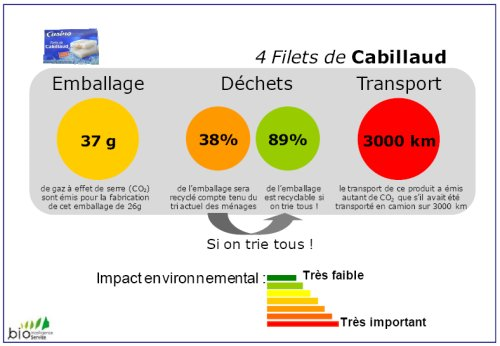 Casino
Filets de
Cabillaud
4 Filets de Cabillaud
Emballage
Déchets
Transport
37 g
38%
89%
3000 km
de gaz à effet de serre (CO₂)
sont émis pour la fabrication
de cet emballage de 26g
de l'emballage sera
recyclé compte tenu du
tri actuel des ménages
de l'emballage
est recyclable si
on trie tous !
le transport de ce produit a émis
autant de CO₂ que s'il avait été
transporté en camion sur 3000 km
Si on trie tous !
Impact environnemental :
Très faible
Très important
bio
Intelligence
Service